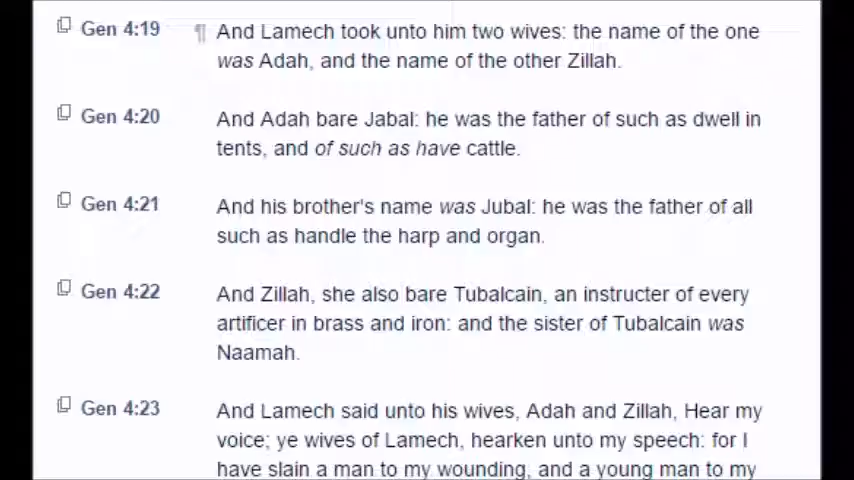 Gen 4:19 ¶ And Lamech took unto him two wives: the name of the one
was Adah, and the name of the other Zillah.
Gen 4:20 And Adah bare Jabal: he was the father of such as dwell in
tents, and of such as have cattle.
Gen 4:21 And his brother's name was Jubal: he was the father of all
such as handle the harp and organ.
Gen 4:22 And Zillah, she also bare Tubalcain, an instructer of every
artificer in brass and iron: and the sister of Tubalcain was
Naamah.
Gen 4:23 And Lamech said unto his wives, Adah and Zillah, Hear my
voice; ye wives of Lamech, hearken unto my speech: for I
have slain a man to my wounding, and a young man to my